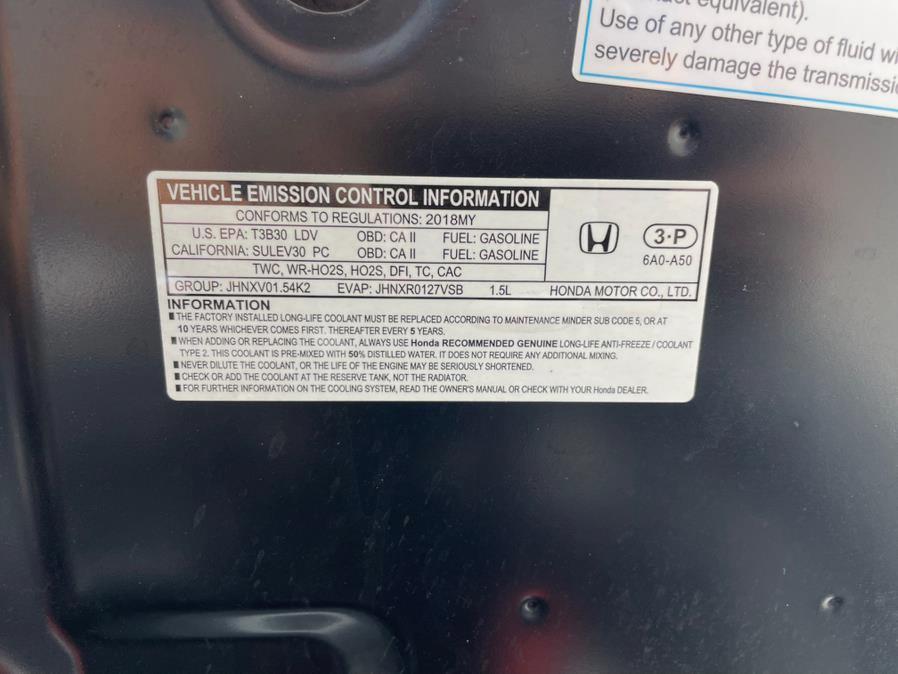 equivalent).
Use of any other type of fluid
severely damage the
VEHICLE EMISSION CONTROL INFORMATION
CONFORMS TO REGULATIONS: 2018MY
U.S. EPA: T3B30 LDV OBD: CA II FUEL: GASOLINE
CALIFORNIA: SULEV30 PC OBD: CA II FUEL: GASOLINE
TWC, WR-HO2S, HO2S, DFI, TC, CAC
GROUP: JHNXV01.54K2 EVAP: JHNXR0127VSB 1.5L
3-P
6A0-A50
HONDA MOTOR CO., LTD.
INFORMATION
■ THE FACTORY INSTALLED LONG-LIFE COOLANT MUST BE REPLACED ACCORDING TO MAINTENANCE MINDER SUB CODE 5, OR AT
10 YEARS WHICHEVER COMES FIRST. THEREAFTER EVERY 5 YEARS.
■ WHEN ADDING OR REPLACING THE COOLANT, ALWAYS USE Honda RECOMMENDED GENUINE LONG-LIFE ANTI-FREEZE / COOLANT
TYPE 2. THIS COOLANT IS PRE-MIXED WITH 50% DISTILLED WATER. IT DOES NOT REQUIRE ANY ADDITIONAL MIXING.
■ NEVER DILUTE THE COOLANT, OR THE LIFE OF THE ENGINE MAY BE SERIOUSLY SHORTENED.
■ CHECK OR ADD THE COOLANT AT THE RESERVE TANK, NOT THE RADIATOR.
■ FOR FURTHER INFORMATION ON THE COOLING SYSTEM, READ THE OWNER'S MANUAL OR CHECK WITH YOUR Honda DEALER.